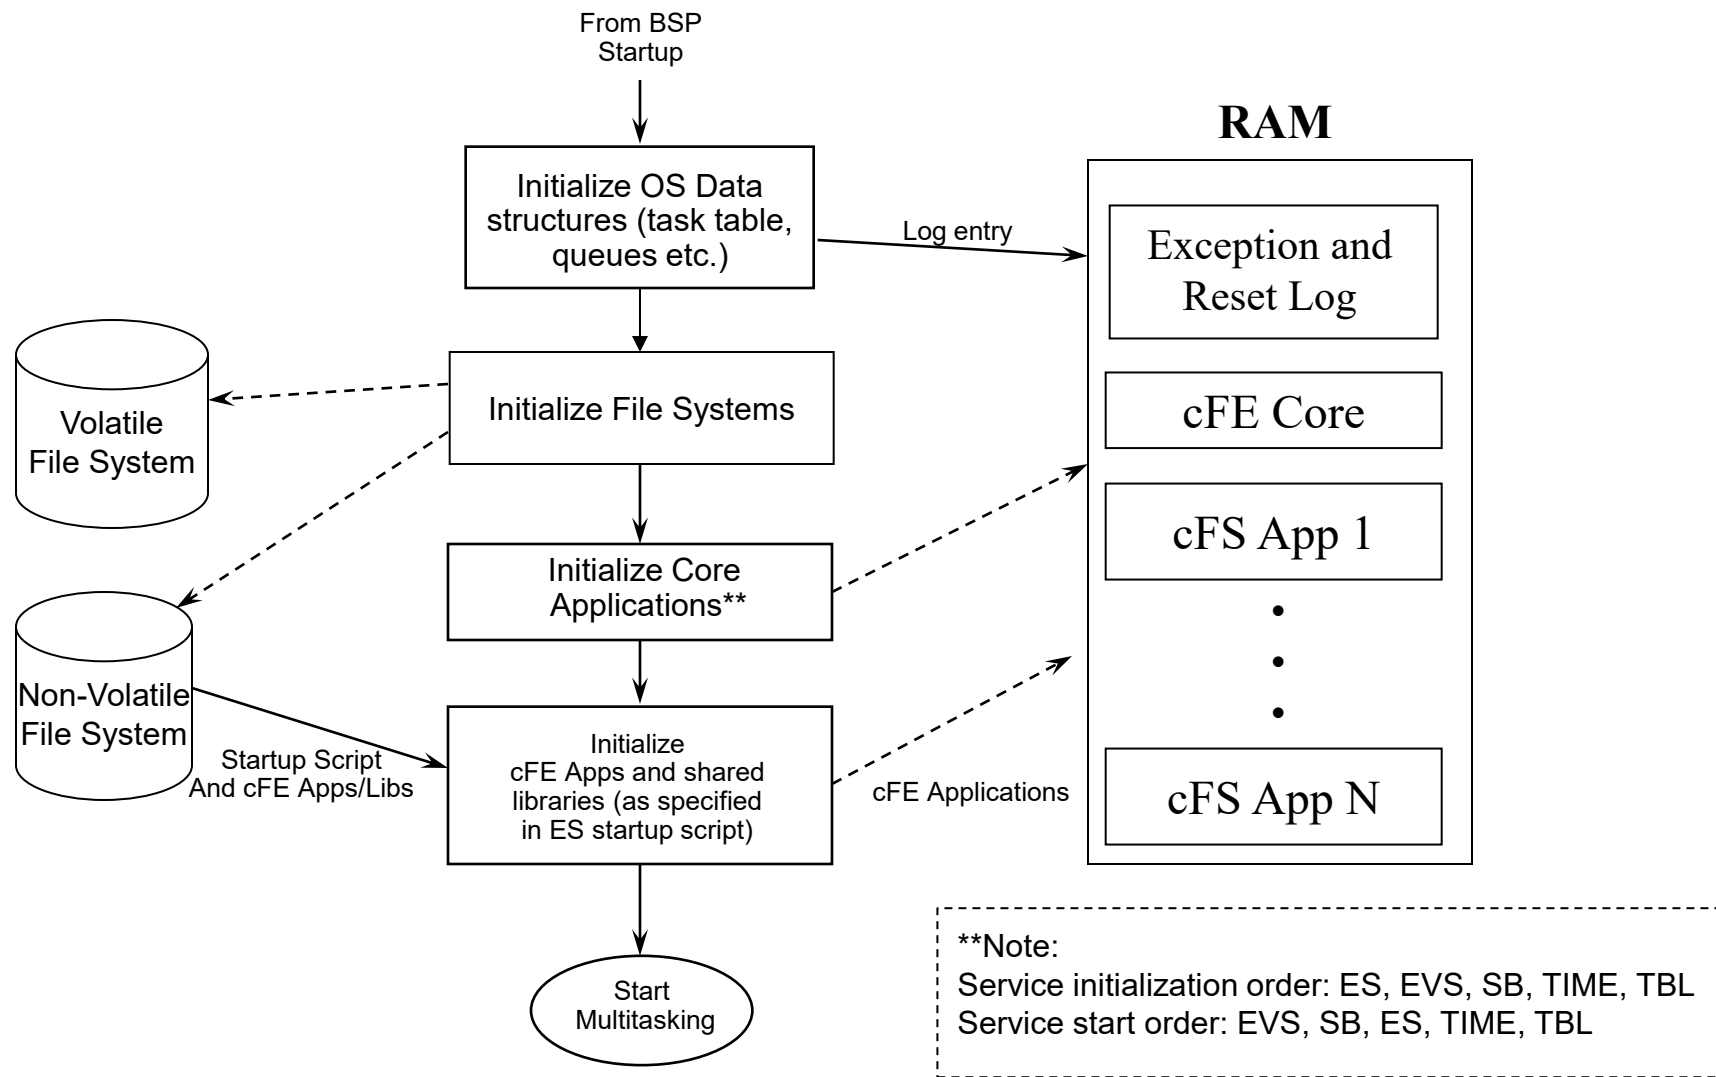 From BSP
Startup
RAM
Initialize OS Data
structures (task table,
queues etc.)
Log entry
Exception and
Reset Log
Volatile
File System
Initialize File Systems
cFE Core
cFS App 1
Initialize Core
Applications**
Non-Volatile
File System
Startup Script
And cFE Apps/Libs
Initialize
cFE Apps and shared
libraries (as specified
in ES startup script)
cFE Applications
cFS App N
Start
Multitasking
**Note:
Service initialization order: ES, EVS, SB, TIME, TBL
Service start order: EVS, SB, ES, TIME, TBL